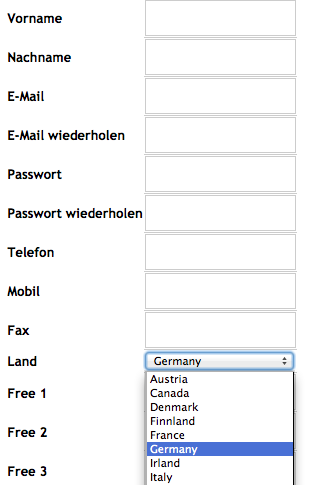 Vorname
Nachname
E-Mail
E-Mail wiederholen
Passwort
Passwort wiederholen
Telefon
Mobil
Fax
Land Germany
Austria
Free 1 Canada
Denmark
Finnland
Free 2 France
Germany
Irland
Free 3 Italy